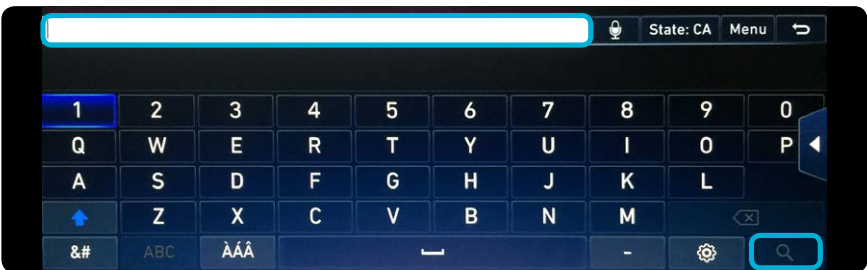 State: CA Menu
1 2 3 4 5 6 7 8 9 0
Q W E R T Y U I O P
A S D F G H J K L
Z X C V B N M
&# ABC ÀÁÂ -